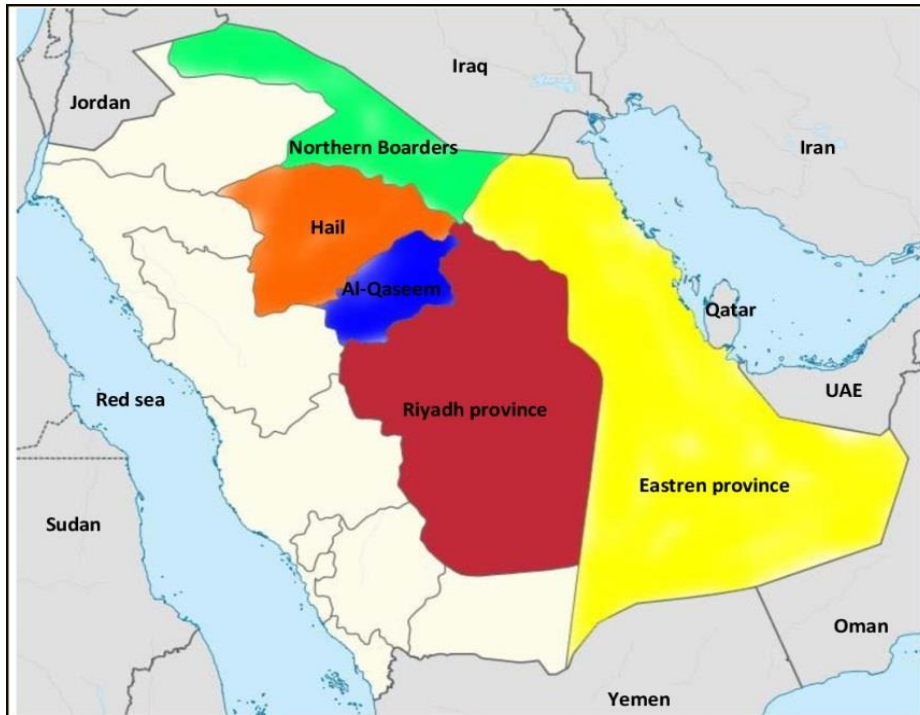 Iraq
Jordan
Northern Boarders
Iran
Hail
Al-Qaseem
Qatar
Red sea
Riyadh province
UAE
Eastren province
Sudan
Oman
Yemen